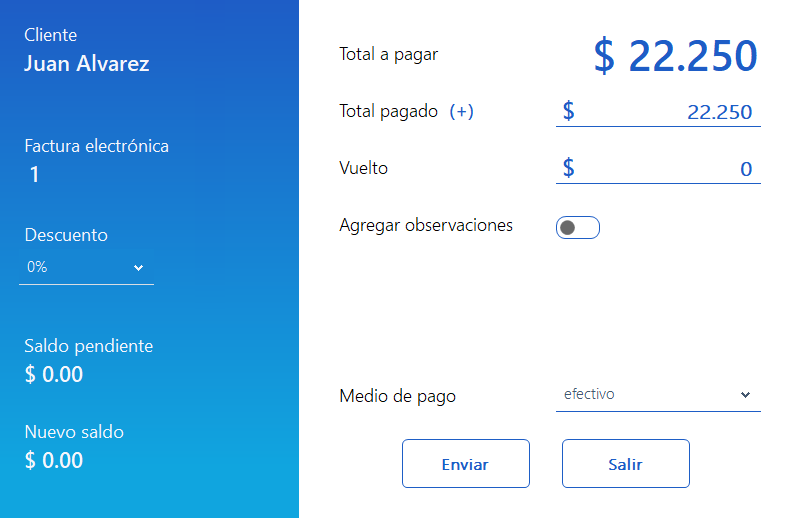 Cliente
Juan Alvarez
Factura electrónica
1
Descuento
0%
Saldo pendiente
$ 0.00
Nuevo saldo
$ 0.00
Total a pagar $ 22.250
Total pagado (+) $ 22.250
Vuelto $ 0
Agregar observaciones
Medio de pago efectivo
Enviar Salir